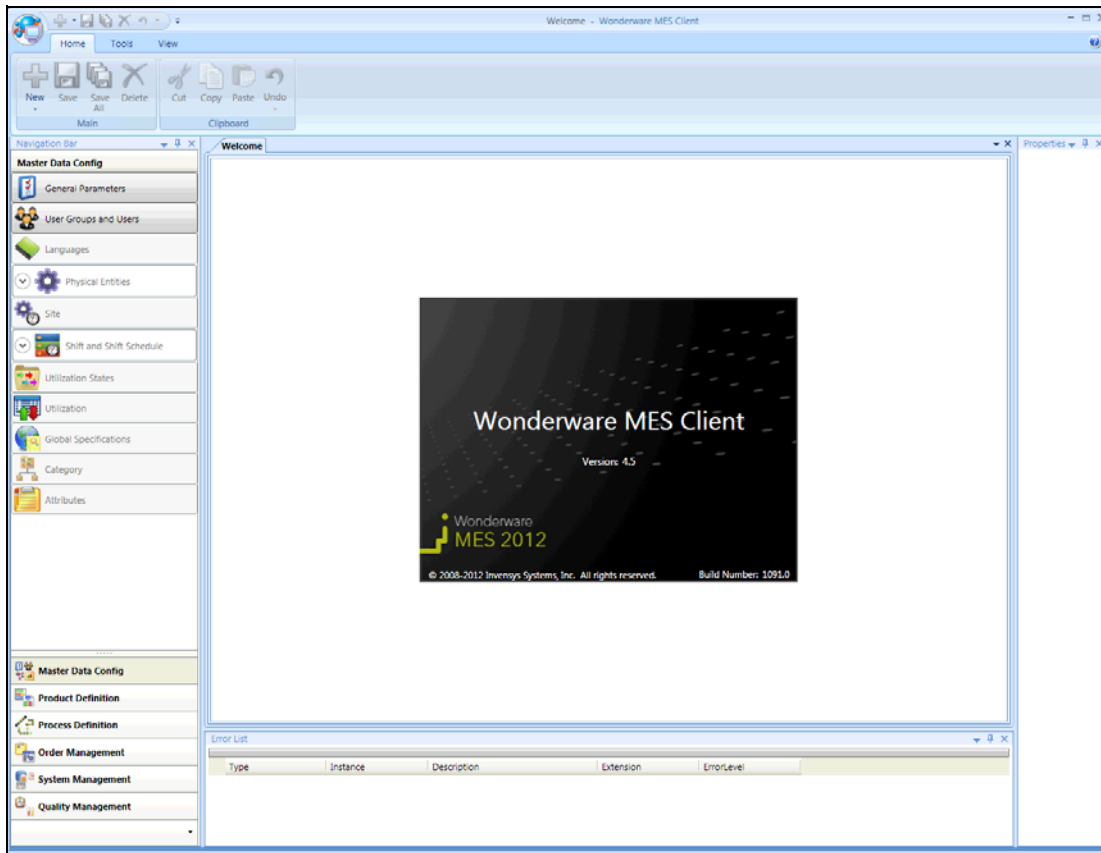 Welcome - Wonderware MES Client
Home Tools View
New Save Save All Delete Cut Copy Paste Undo
Main Clipboard
Navigation Bar
Master Data Config
General Parameters
User Groups and Users
Languages
Physical Entities
Site
Shift and Shift Schedule
Utilization States
Utilization
Global Specifications
Category
Attributes
Master Data Config
Product Definition
Process Definition
Order Management
System Management
Quality Management
Welcome
Wonderware MES Client
Version: 4.5
Wonderware
MES 2012
© 2008-2012 Invensys Systems, Inc. All rights reserved. Build Number: 1091.0
Error List
Type Instance Description Extension ErrorLevel
Properties